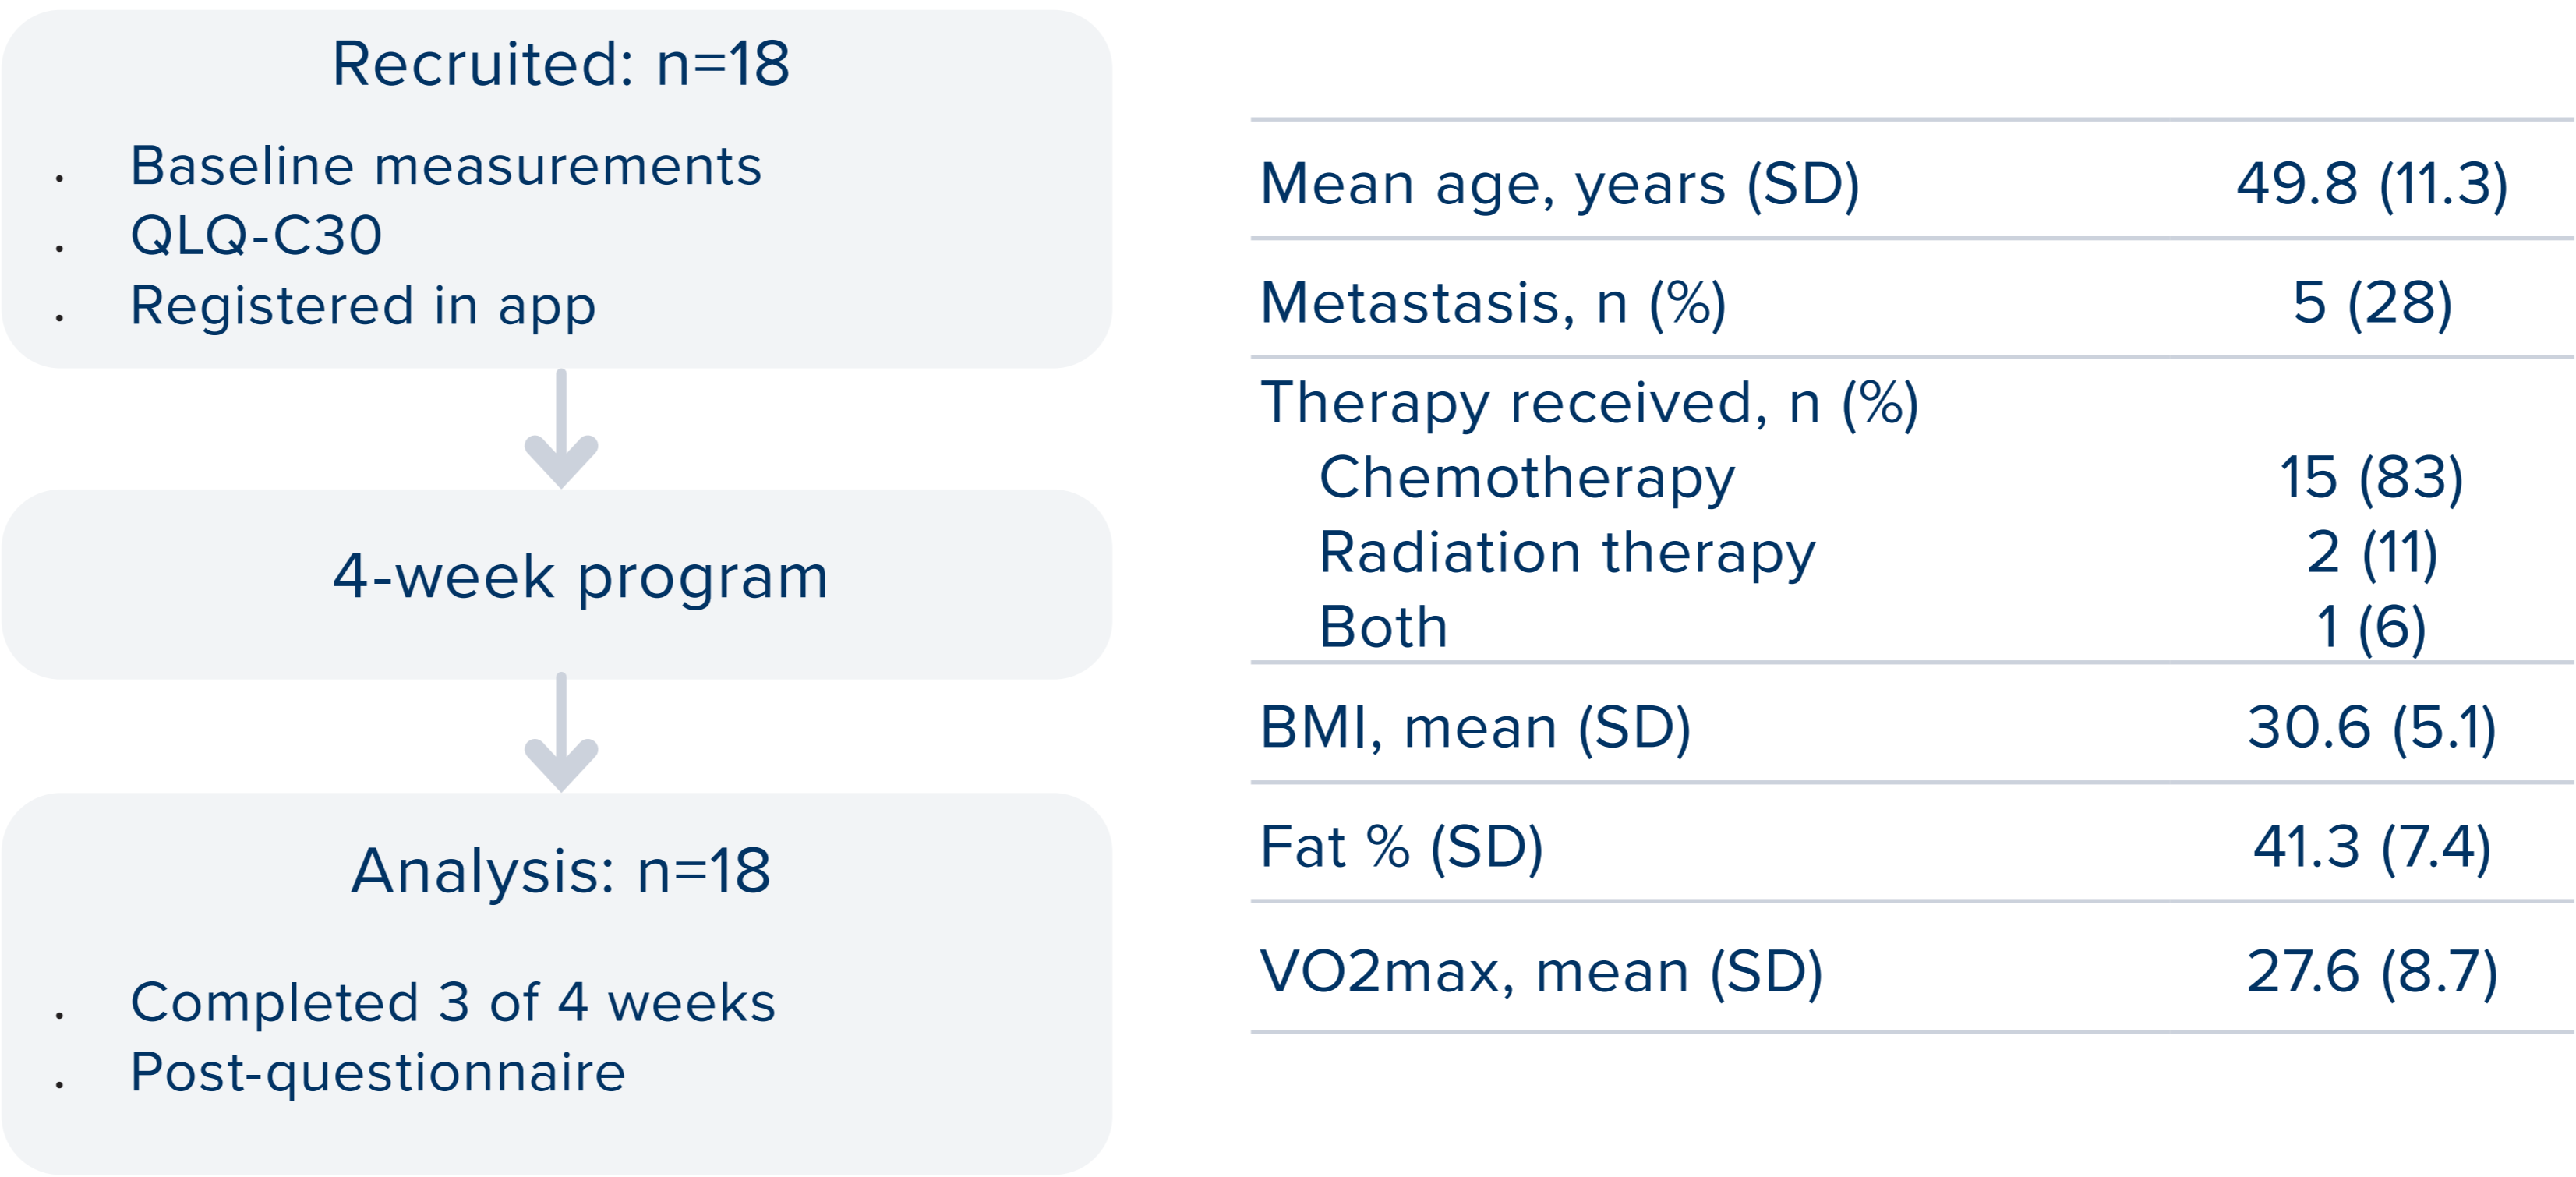 Recruited: n=18
. Baseline measurements
. QLQ-C30
. Registered in app
4-week program
Analysis: n=18
. Completed 3 of 4 weeks
. Post-questionnaire
Mean age, years (SD) 49.8 (11.3)
Metastasis, n (%) 5 (28)
Therapy received, n (%)
Chemotherapy 15 (83)
Radiation therapy 2 (11)
Both 1 (6)
BMI, mean (SD) 30.6 (5.1)
Fat % (SD) 41.3 (7.4)
VO2max, mean (SD) 27.6 (8.7)